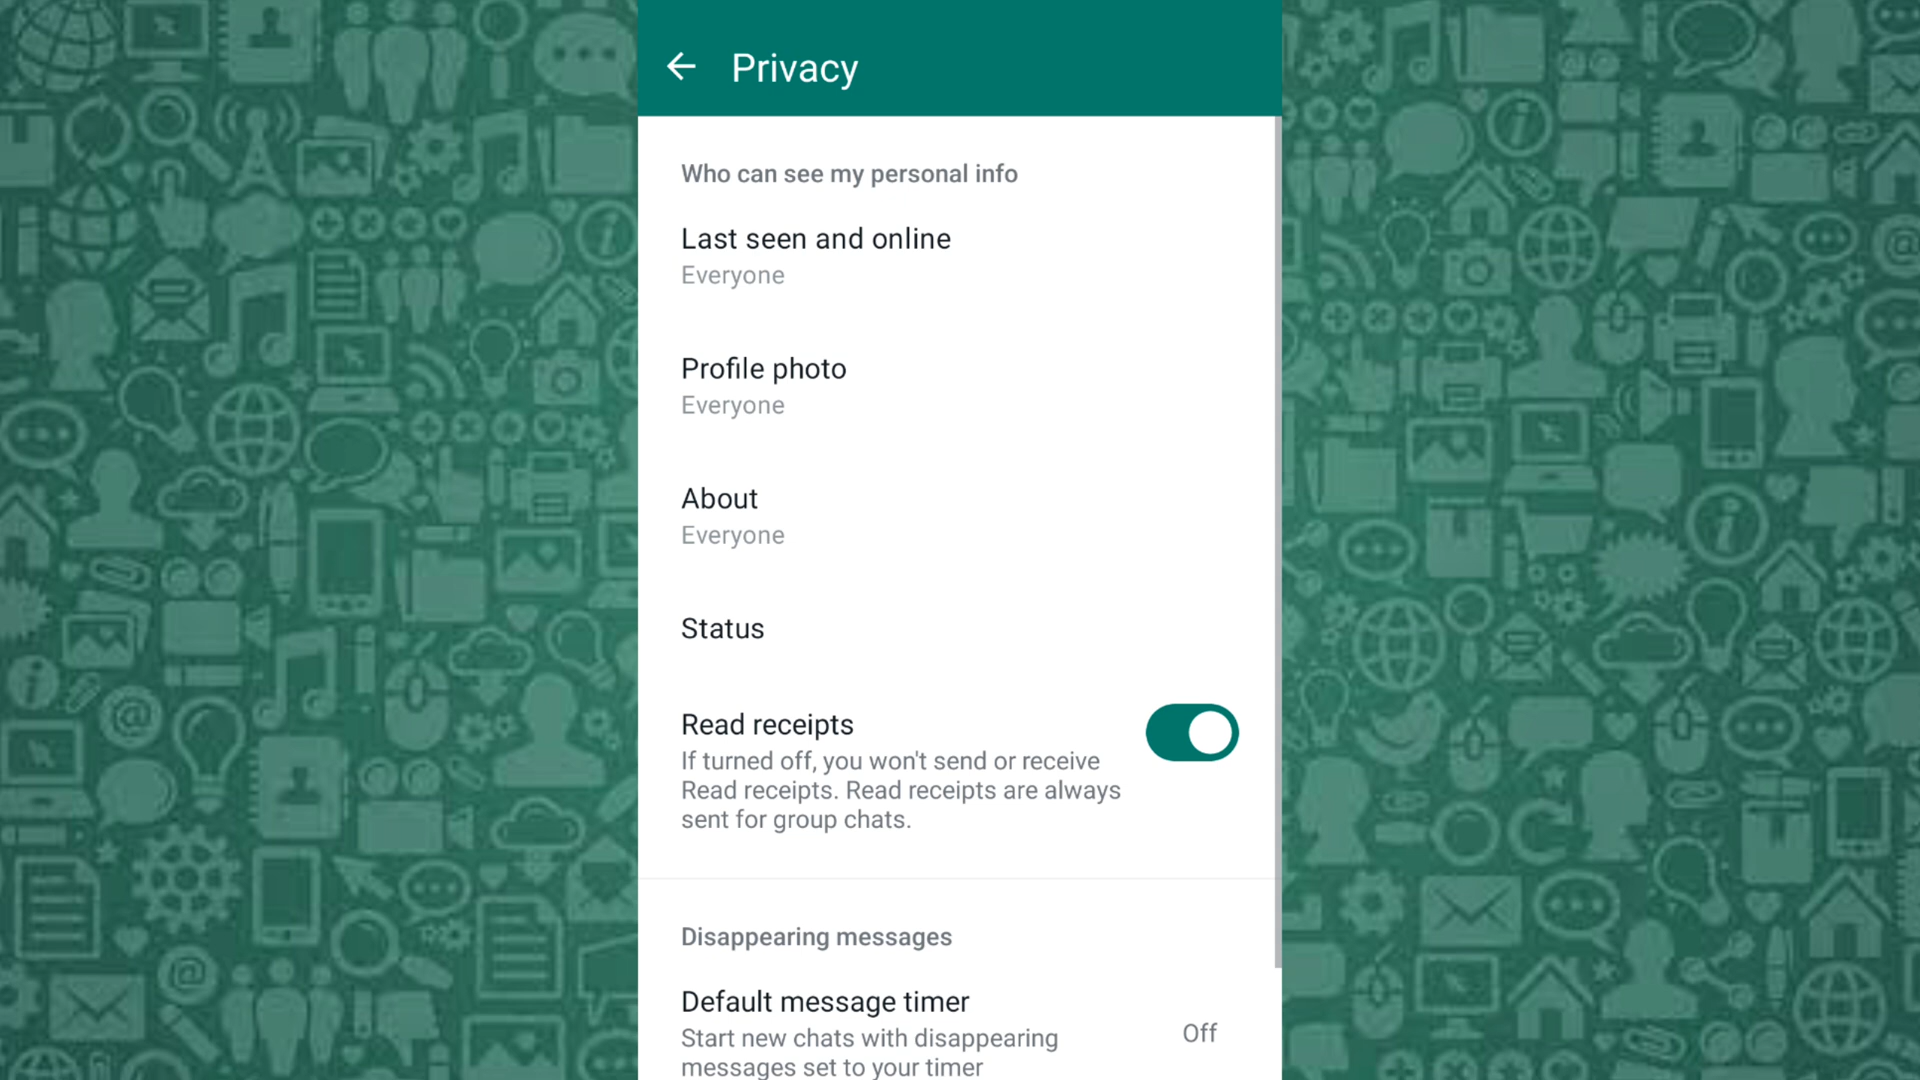 Privacy
Who can see my personal info
Last seen and online
Everyone
Profile photo
Everyone
About
Everyone
Status
Read receipts
If turned off, you won't send or receive
Read receipts. Read receipts are always
sent for group chats.
Disappearing messages
Default message timer
Start new chats with disappearing
messages set to your timer
Off